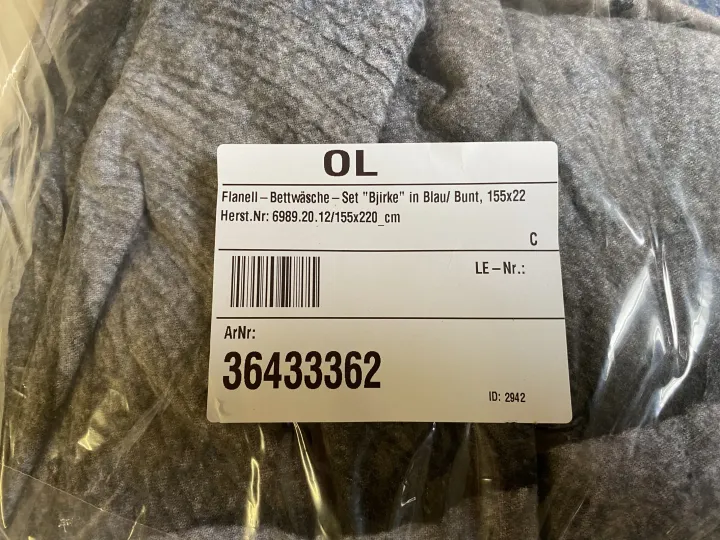 OL
Flanell-Bettwäsche-Set "Bjirke" in Blau/ Bunt, 155x22
Herst.Nr: 6989.20.12/155x220_cm
C
LE-Nr.:
ArNr:
36433362
ID: 2942